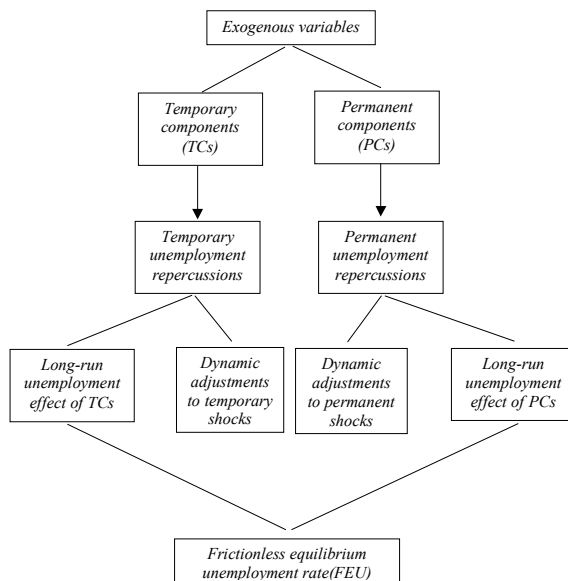 Exogenous variables
Temporary
components
(TCs)
Permanent
components
(PCs)
Temporary
unemployment
repercussions
Permanent
unemployment
repercussions
Long-run
unemployment
effect of TCs
Dynamic
adjustments
to temporary
shocks
Dynamic
adjustments
to permanent
shocks
Long-run
unemployment
effect of PCs
Frictionless equilibrium
unemployment rate(FEU)